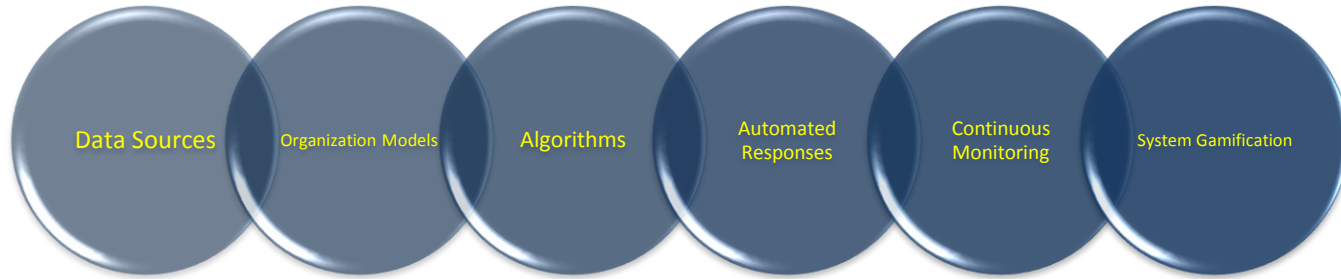 Data Sources
Organization Models
Algorithms
Automated
Responses
Continuous
Monitoring
System Gamification